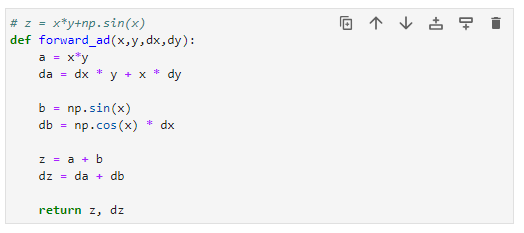 # z = x*y+np.sin(x)
def forward_ad(x,y,dx,dy):
    a = x*y
    da = dx * y + x * dy

    b = np.sin(x)
    db = np.cos(x) * dx

    z = a + b
    dz = da + db

    return z, dz